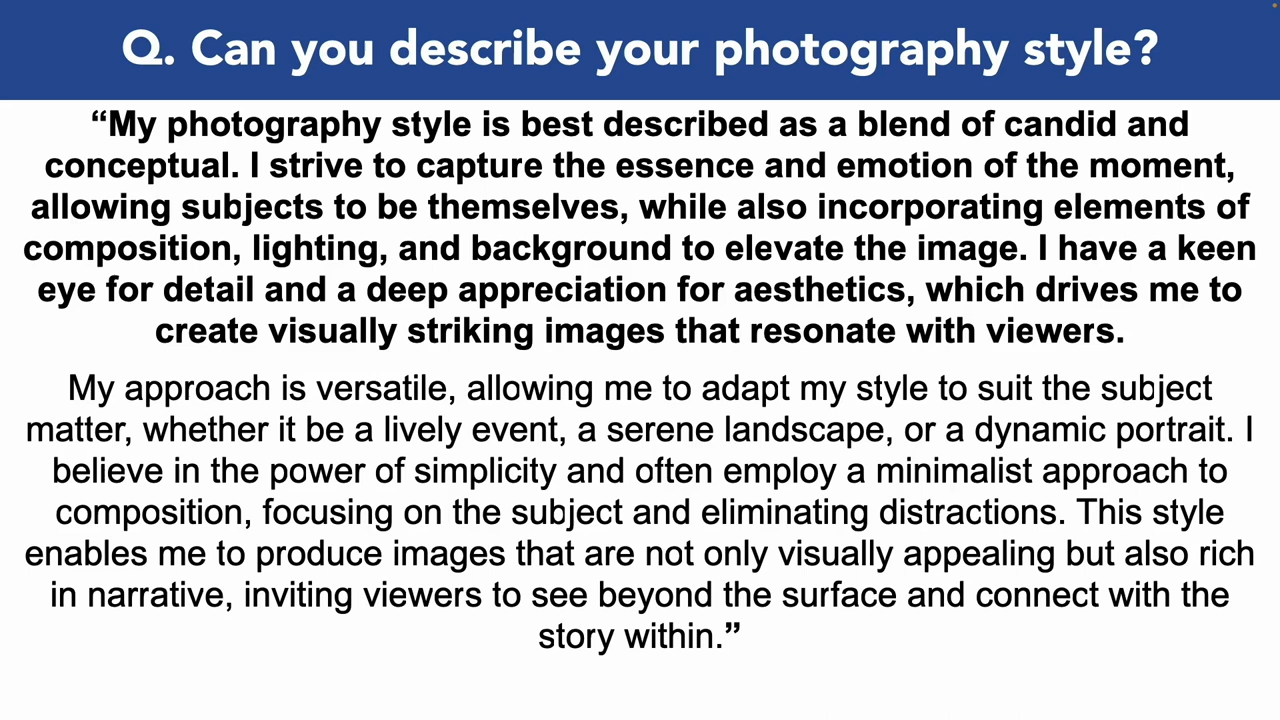 Q. Can you describe your photography style?
“My photography style is best described as a blend of candid and
conceptual. I strive to capture the essence and emotion of the moment,
allowing subjects to be themselves, while also incorporating elements of
composition, lighting, and background to elevate the image. I have a keen
eye for detail and a deep appreciation for aesthetics, which drives me to
create visually striking images that resonate with viewers.
My approach is versatile, allowing me to adapt my style to suit the subject
matter, whether it be a lively event, a serene landscape, or a dynamic portrait. I
believe in the power of simplicity and often employ a minimalist approach to
composition, focusing on the subject and eliminating distractions. This style
enables me to produce images that are not only visually appealing but also rich
in narrative, inviting viewers to see beyond the surface and connect with the
story within.”